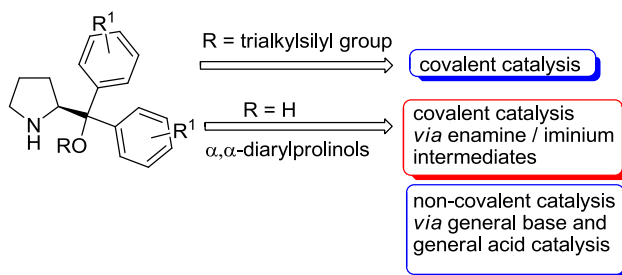 R¹
R = trialkylsilyl group
covalent catalysis
N
H
RO
R¹
R = H
α,α-diarylprolinols
covalent catalysis
via enamine / iminium
intermediates
non-covalent catalysis
via general base and
general acid catalysis